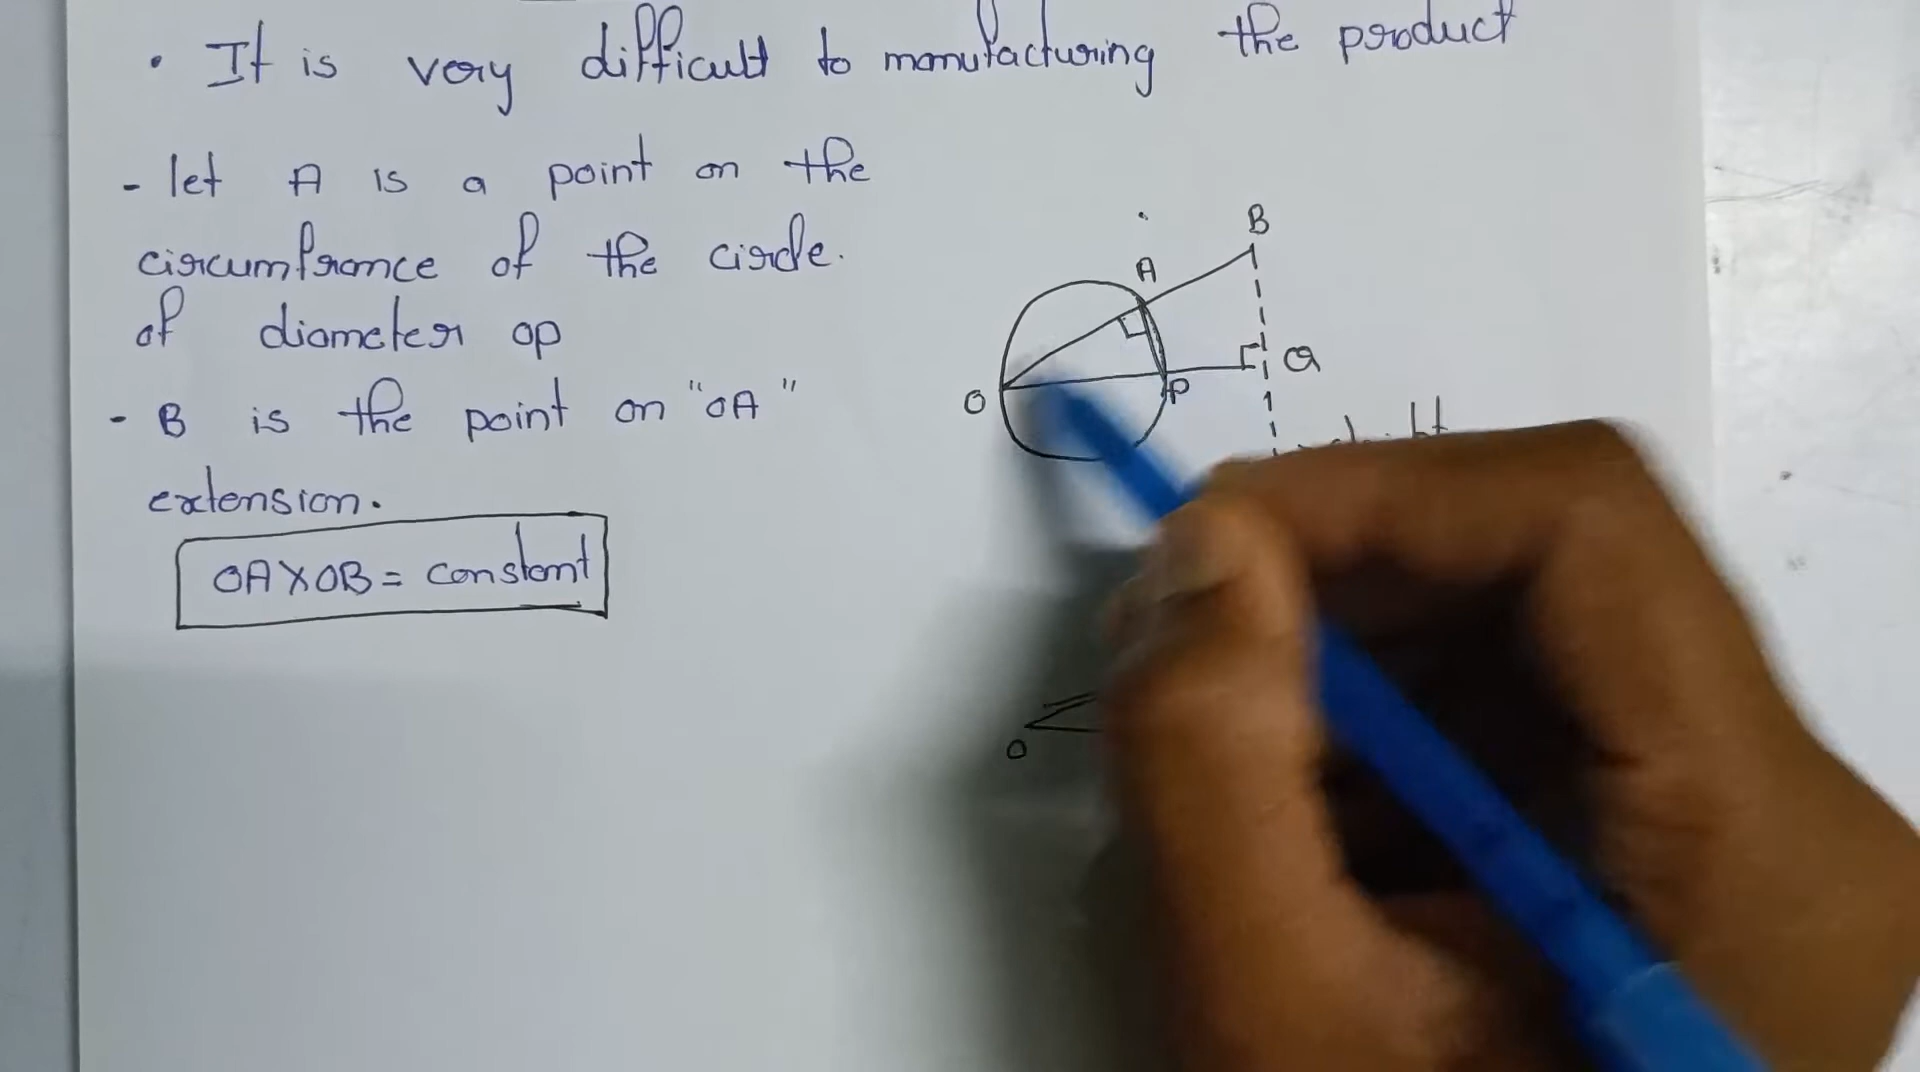 • It is very difficult to manufacturing the product
- let A is a point on the
circumfrance of the circle.
of diameter OP
- B is the point on "OA"
extension.
OA X OB = constant
B
A
Q
O
P
O